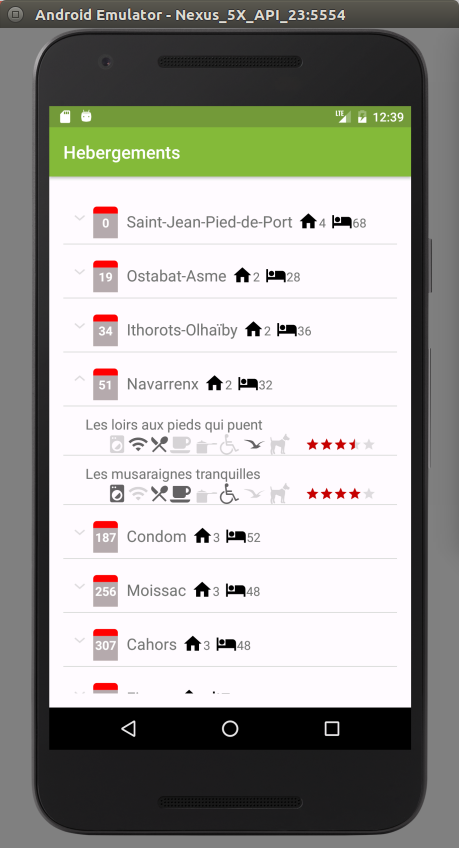 Android Emulator - Nexus_5X_API_23:5554
LTE 12:39
Hebergements
0 Saint-Jean-Pied-de-Port 4 68
19 Ostabat-Asme 2 28
34 Ithorots-Olhaïby 2 36
51 Navarrenx 2 32
Les loirs aux pieds qui puent
Les musaraignes tranquilles
187 Condom 3 52
256 Moissac 3 48
307 Cahors 3 48